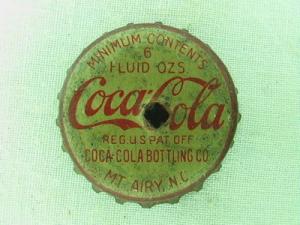 MINIMUM CONTENTS
6
FLUID OZS.
Coca-Cola
REG.U.S.PAT.OFF
COCA-COLA BOTTLING CO.
MT. AIRY, N.C.